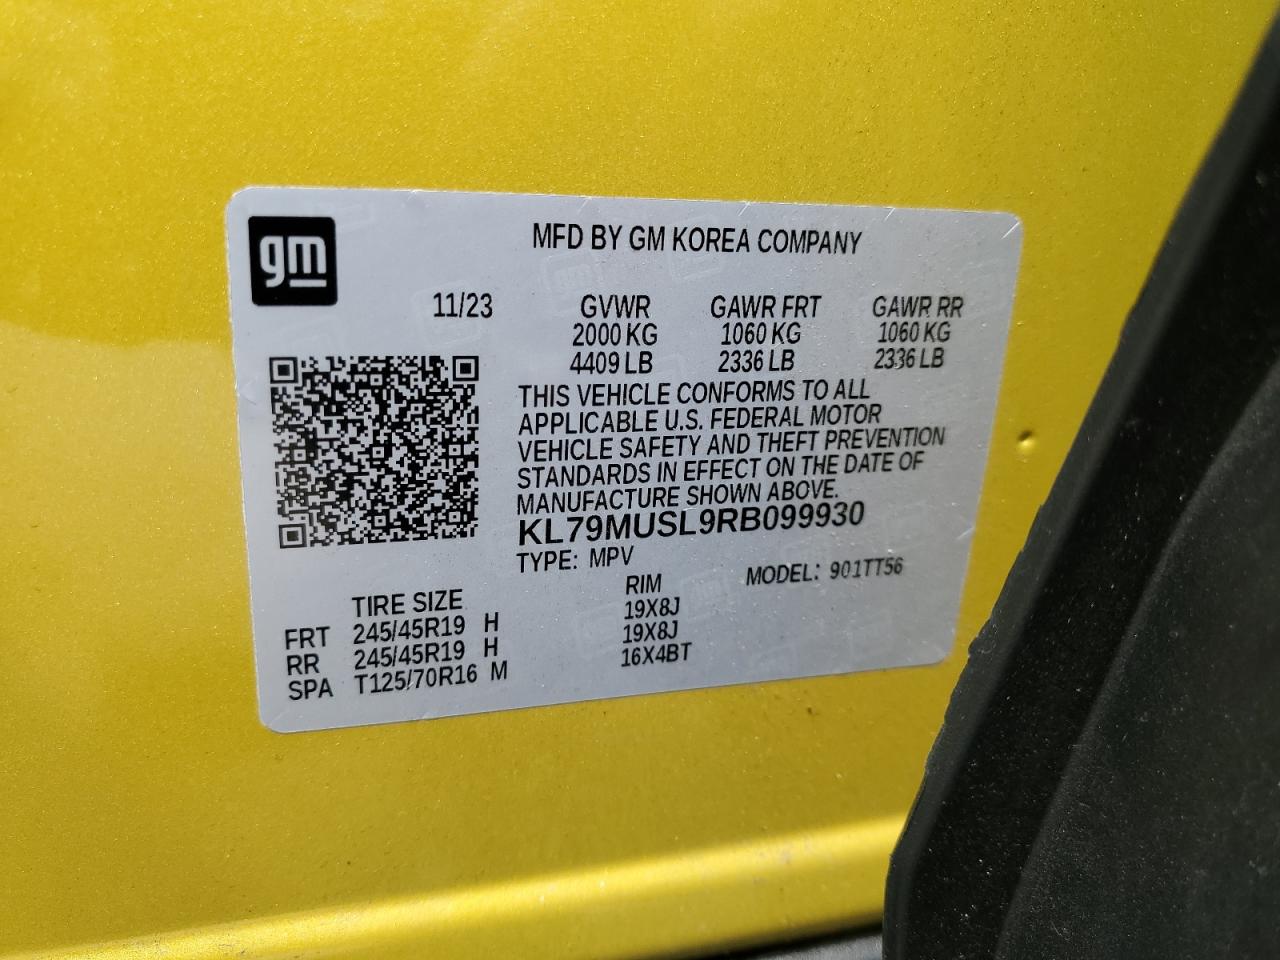 gm
MFD BY GM KOREA COMPANY
11/23 GVWR GAWR FRT GAWR RR
2000 KG 1060 KG 1060 KG
4409 LB 2336 LB 2336 LB
THIS VEHICLE CONFORMS TO ALL
APPLICABLE U.S. FEDERAL MOTOR
VEHICLE SAFETY AND THEFT PREVENTION
STANDARDS IN EFFECT ON THE DATE OF
MANUFACTURE SHOWN ABOVE.
KL79MUSL9RB099930
TYPE: MPV MODEL: 901TT56
TIRE SIZE RIM
FRT 245/45R19 H 19X8J
RR 245/45R19 H 19X8J
SPA T125/70R16 M 16X4BT